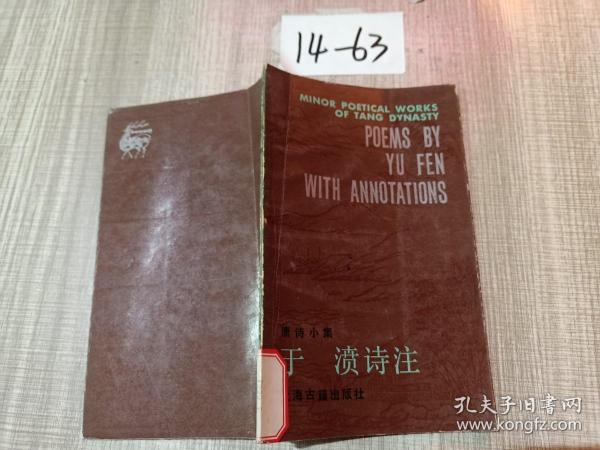 14-63
MINOR POETICAL WORKS
OF TANG DYNASTY
POEMS BY
YU FEN
WITH ANNOTATIONS
唐诗小集
于 濆诗注
海古籍出版社
孔夫子旧书网
www.kongfz.com